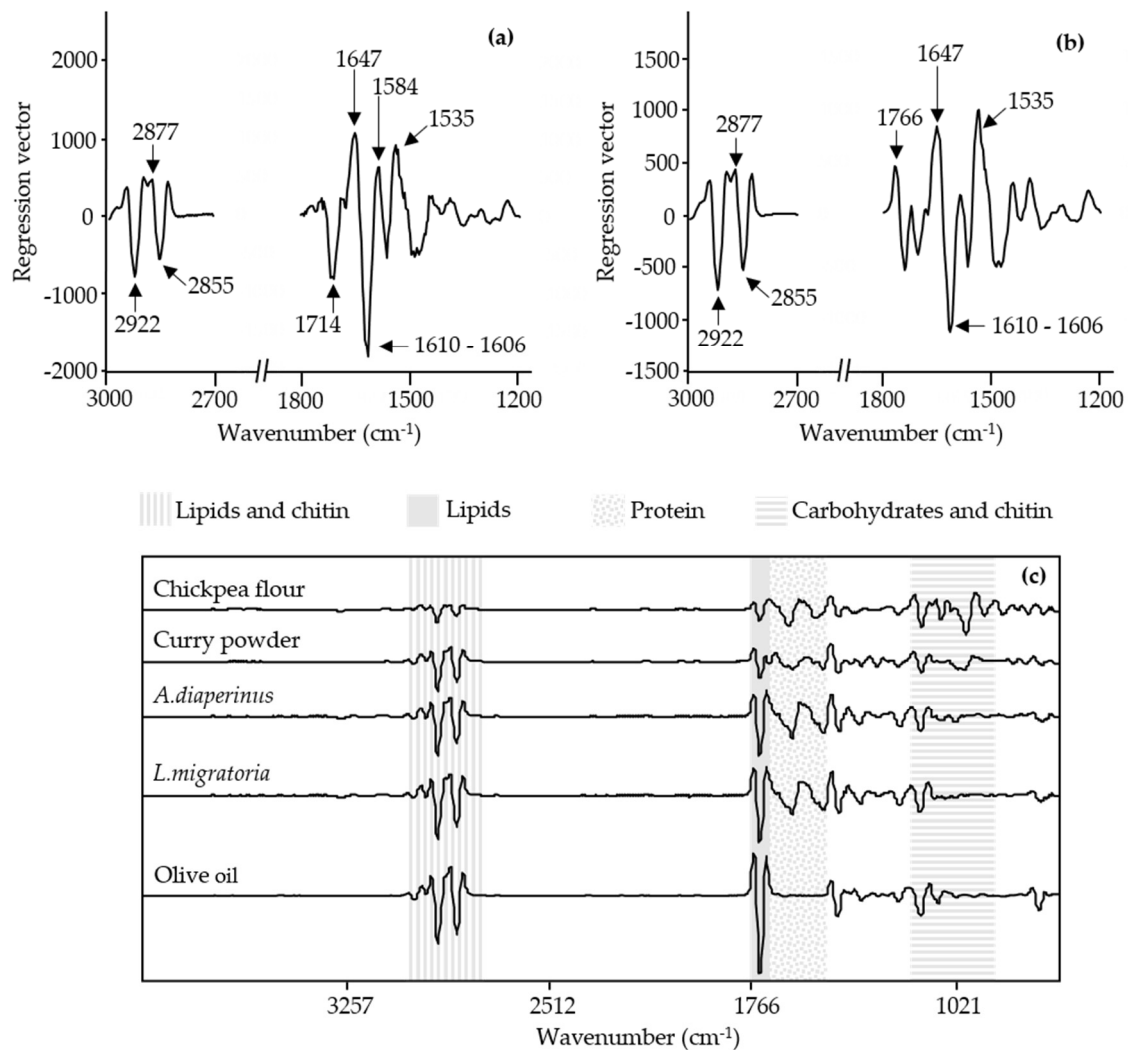 (a)
2000
1000
0
-1000
-2000
Regression vector
2877
1647
1584
1535
2922
2855
1714
1610 - 1606
3000
2700
1800
1500
1200
Wavenumber (cm-1)
(b)
1500
1000
500
0
-500
-1000
-1500
Regression vector
2877
1766
1647
1535
2922
2855
1610 - 1606
3000
2700
1800
1500
1200
Wavenumber (cm-1)
Lipids and chitin
Lipids
Protein
Carbohydrates and chitin
(c)
Chickpea flour
Curry powder
A.diaperinus
L.migratoria
Olive oil
3257
2512
1766
1021
Wavenumber (cm-1)